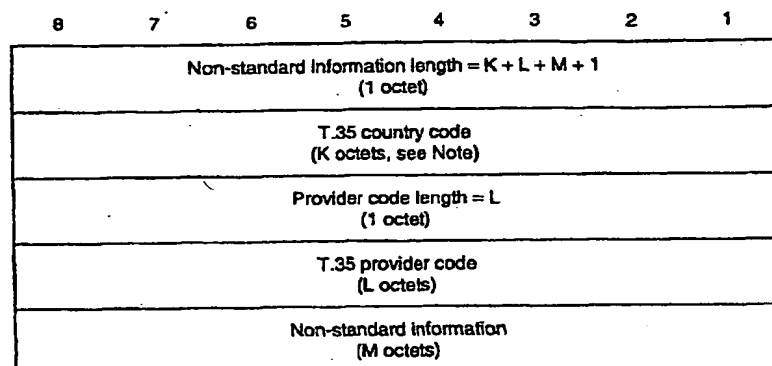 8 7 6 5 4 3 2 1
Non-standard Information length = K + L + M + 1
(1 octet)
T.35 country code
(K octets, see Note)
Provider code length = L
(1 octet)
T.35 provider code
(L octets)
Non-standard Information
(M octets)